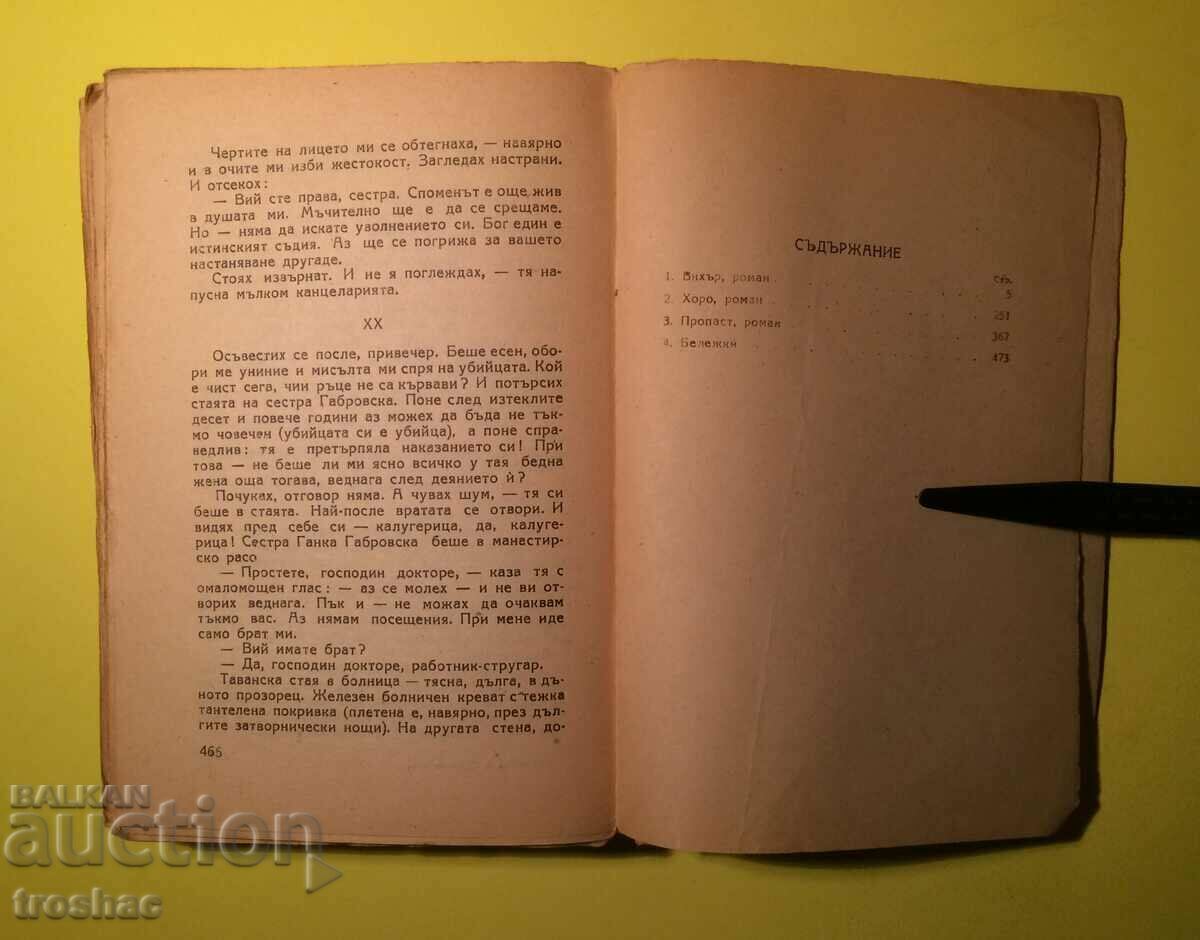 Чертите на лицето ми се обтегнаха, — навярно
и в очите ми изби жестокост. Загледах настрани.
И отсекох:
— Вий сте права, сестра. Споменът е още жив
в душата ми. Мъчително ще е да се срещаме.
Но — няма да искате уволнението си. Бог един е
истинският съдия. Аз ще се погрижа за вашето
настаняване другаде.
Стоях извърнат. И не я поглеждах, — тя на-
пусна мълком канцеларията.
XX
Осъвестих се после, привечер. Беше есен, обо-
ри ме униние и мисълта ми спря на убийцата. Кой
е чист сега, чии ръце не са кървави? И потърсих
стаята на сестра Габровска. Поне след изтеклите
десет и повече години аз можех да бъда не тък-
мо човечен (убийцата си е убийца), а поне спра-
ведлив: тя е претърпяла наказанието си! При
това — не беше ли ми ясно всичко у тая бедна
жена оща тогава, веднага след деянието ѝ?
Почуках, отговор няма. А чувах шум, — тя си
беше в стаята. Най-после вратата се отвори. И
видях пред себе си — калугерица, да, калуге-
рица! Сестра Ганка Габровска беше в манастир-
ско расо
— Простете, господин докторе, — каза тя с
омаломощен глас: — аз се молех — и не ви от-
ворих веднага. Пък и — не можах да очаквам
тъкмо вас. Аз нямам посещения. При мене иде
само брат ми.
— Вий имате брат?
— Да, господин докторе, работник-стругар.
Таванска стая в болница — тясна, дълга, в дъ-
ното прозорец. Железен болничен креват с тежка
тантелена покривка (плетена е, навярно, през дъл-
гите затворнически нощи). На другата стена, до-
466
СЪДЪРЖАНИЕ
Стр.
1. Вихър, роман . . . . 5
2. Хоро, роман . . . . 251
3. Пропаст, роман . . . . 367
4. Бележки . . . . 473
BALKAN
auction
troshac